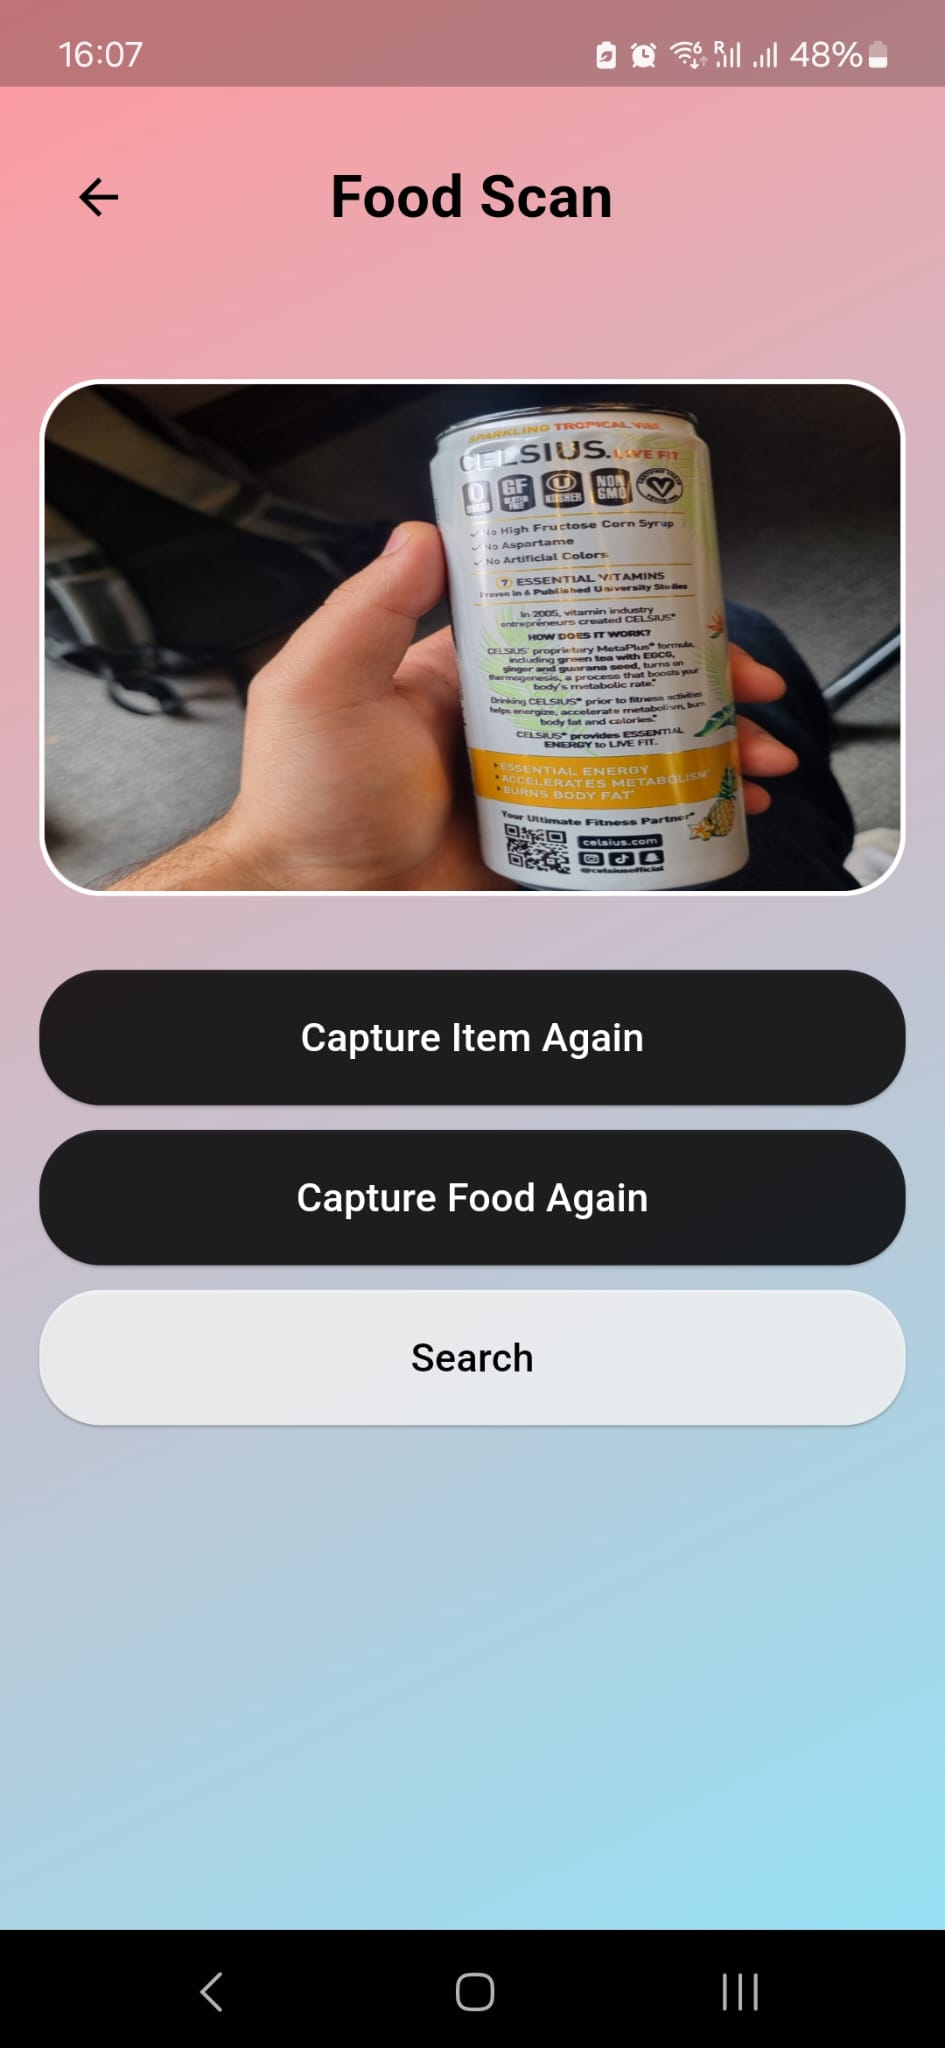 16:07
R
48%
Food Scan
SPARKLING TROPICAL VIBE
CELSIUS. LIVE FIT
0 SUGAR
GF GLUTEN FREE
U KOSHER
NON GMO
V
✓No High Fructose Corn Syrup
✓No Aspartame
✓No Artificial Colors
7 ESSENTIAL VITAMINS
Proven in 6 Published University Studies
In 2005, vitamin industry
entrepreneurs created CELSIUS®
HOW DOES IT WORK?
CELSIUS' proprietary MetaPlus® formula,
including green tea with EGCG,
ginger and guarana seed, turns on
thermogenesis, a process that boosts your
body's metabolic rate.*
Drinking CELSIUS® prior to fitness activities
helps energize, accelerate metabolism, burn
body fat and calories.*
CELSIUS® provides ESSENTIAL
ENERGY to LIVE FIT.
ESSENTIAL ENERGY
ACCELERATES METABOLISM*
BURNS BODY FAT*
Your Ultimate Fitness Partner®
celsius.com
@celsiusofficial
Capture Item Again
Capture Food Again
Search